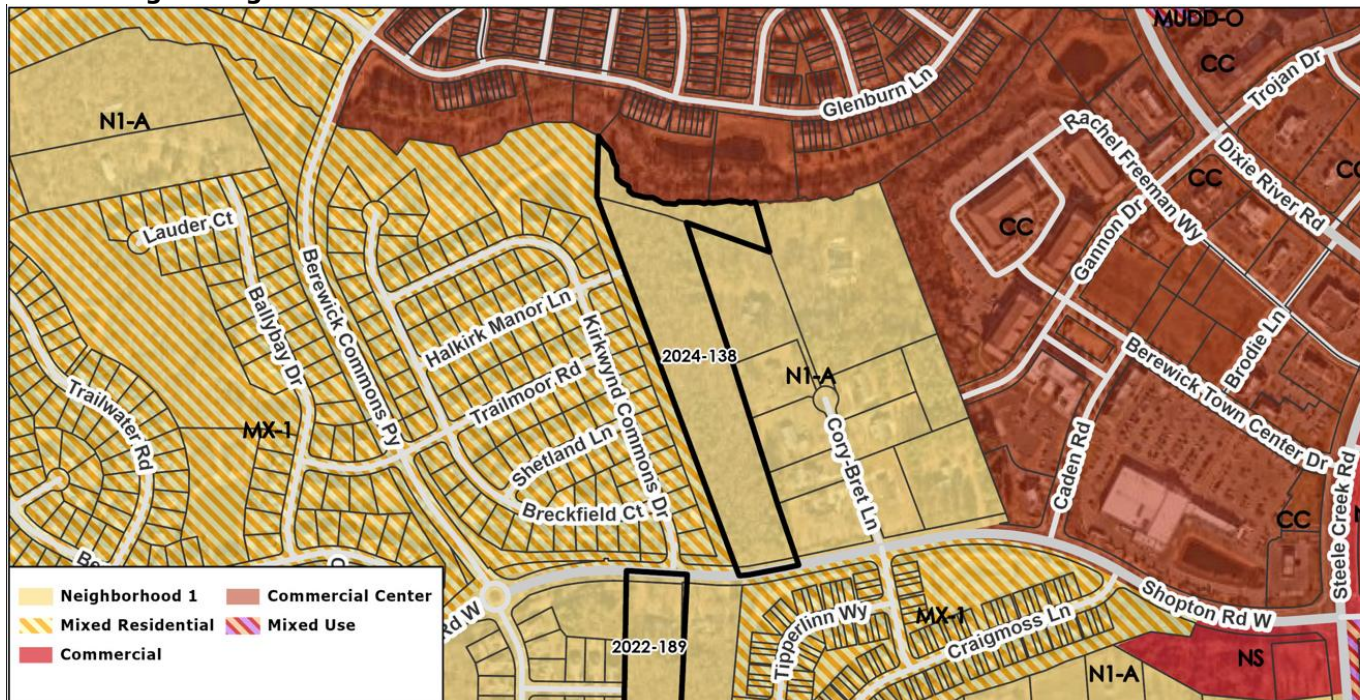 MUDD-O
CC
Trojan Dr
Glenburn Ln
N1-A
Rachel Freeman Wy
Dixie River Rd
CC
CC
Lauder Ct
Gannon Dr
Berewick Commons Py
Ballybay Dr
Halkirk Manor Ln
Kirkwynd Commons Dr
2024-138
Berewick Town Center Dr
Brodie Ln
N1-A
Trailmoor Rd
Trailwater Rd
MX-1
Cory-Bret Ln
Caden Rd
Shetland Ln
Breckfield Ct
Steele Creek Rd
CC
Be
Shopton Rd W
Rd W
Tipperlinn Wy
MX-1
Craigmoss Ln
2022-189
NS
N1-A
Neighborhood 1
Commercial Center
Mixed Residential
Mixed Use
Commercial